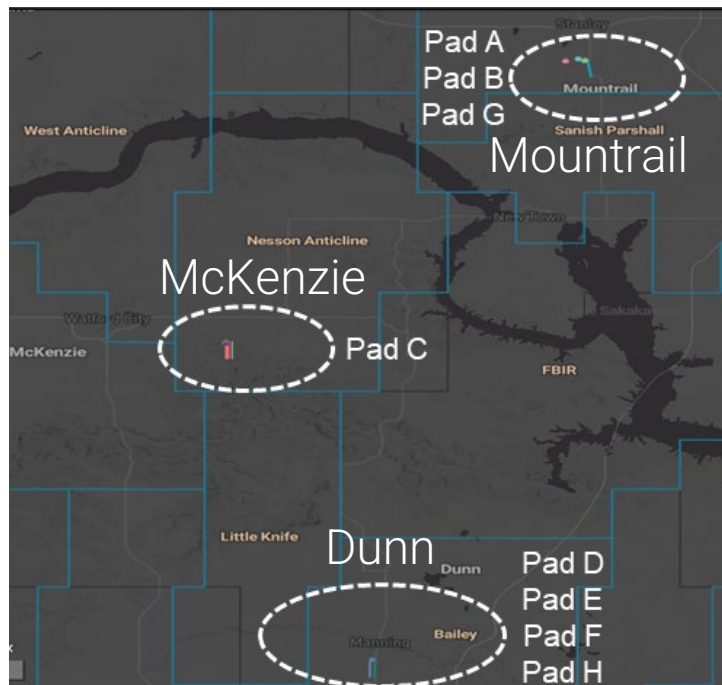 Stanley
Pad A
Pad B
Mountrail
Pad G
West Anticline
Sanish Parshall
Mountrail
New Town
Nesson Anticline
McKenzie
Watford City
McKenzie
Pad C
FBIR
Little Knife
Dunn
Dunn
Pad D
Pad E
Pad F
Pad H
Manning
Bailey
x